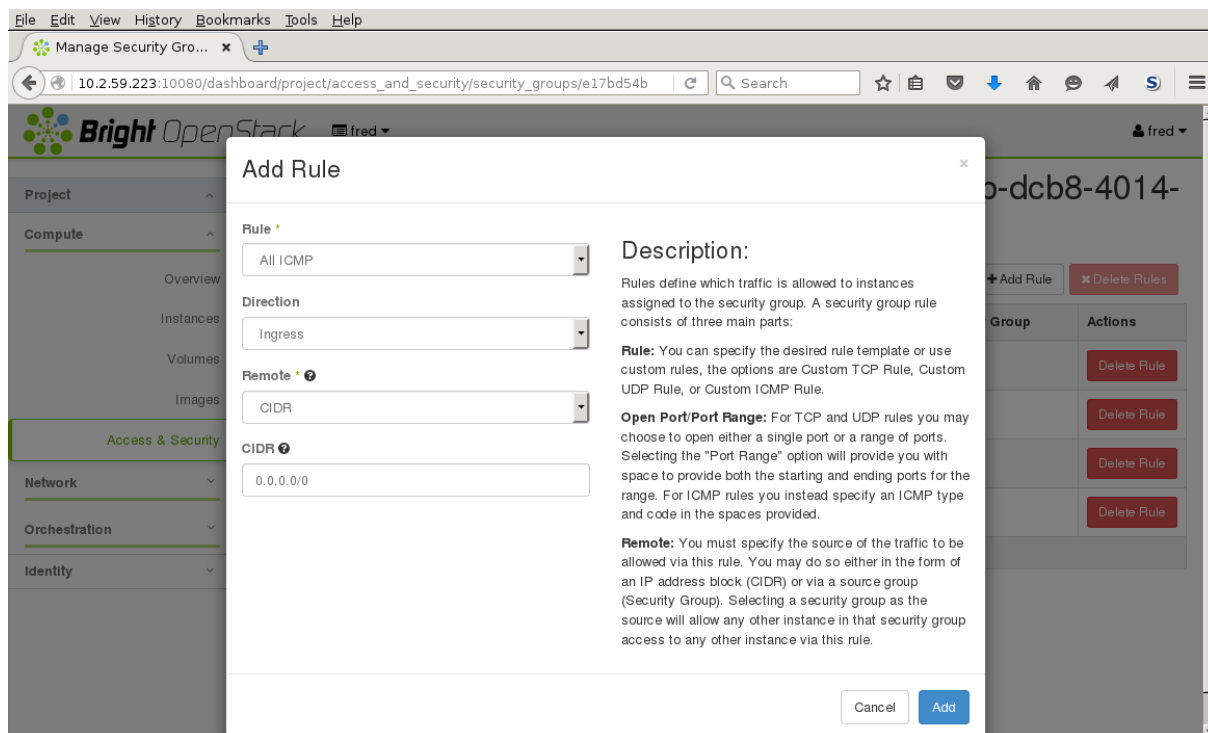 File Edit View History Bookmarks Tools Help
Manage Security Gro...
10.2.59.223:10080/dashboard/project/access_and_security/security_groups/e17bd54b
Search
S
Bright OpenStack
fred
fred
Add Rule
×
-dcb8-4014-
Project
Compute
Overview
Instances
Volumes
Images
Access & Security
Network
Orchestration
Identity
Rule *
All ICMP
Direction
Ingress
Remote *
CIDR
CIDR
0.0.0.0/0
Description:
Rules define which traffic is allowed to instances
assigned to the security group. A security group rule
consists of three main parts:
Rule: You can specify the desired rule template or use
custom rules, the options are Custom TCP Rule, Custom
UDP Rule, or Custom ICMP Rule.
Open Port/Port Range: For TCP and UDP rules you may
choose to open either a single port or a range of ports.
Selecting the "Port Range" option will provide you with
space to provide both the starting and ending ports for the
range. For ICMP rules you instead specify an ICMP type
and code in the spaces provided.
Remote: You must specify the source of the traffic to be
allowed via this rule. You may do so either in the form of
an IP address block (CIDR) or via a source group
(Security Group). Selecting a security group as the
source will allow any other instance in that security group
access to any other instance via this rule.
Cancel
Add
+ Add Rule
Delete Rules
Group
Actions
Delete Rule
Delete Rule
Delete Rule
Delete Rule